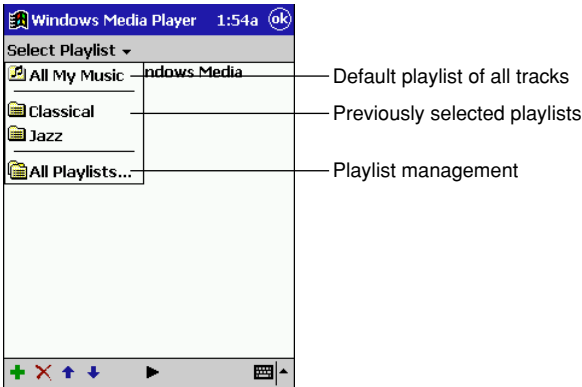 Windows Media Player 1:54a ok
Select Playlist
All My Music ndows Media Default playlist of all tracks
Classical Previously selected playlists
Jazz
All Playlists... Playlist management